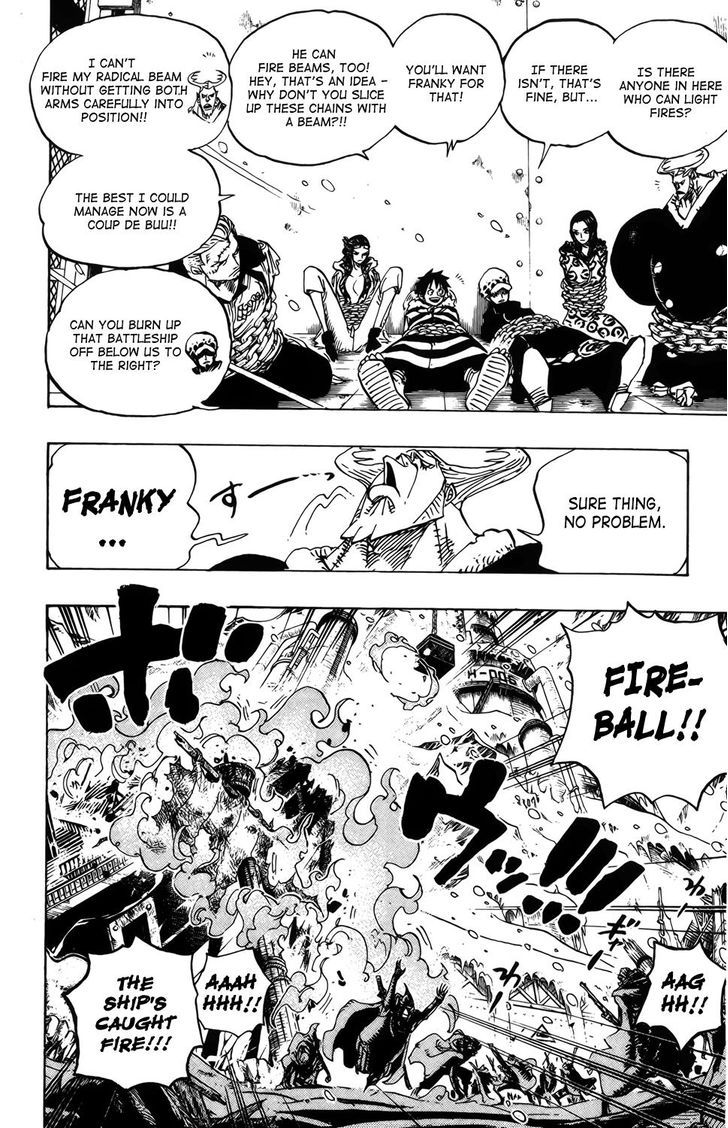 IS THERE
ANYONE IN HERE
WHO CAN LIGHT
FIRES?
IF THERE
ISN'T, THAT'S
FINE, BUT...
YOU'LL WANT
FRANKY FOR
THAT!
HE CAN
FIRE BEAMS, TOO!
HEY, THAT'S AN IDEA -
WHY DON'T YOU SLICE
UP THESE CHAINS WITH
A BEAM?!!
I CAN'T
FIRE MY RADICAL BEAM
WITHOUT GETTING BOTH
ARMS CAREFULLY INTO
POSITION!!
THE BEST I COULD
MANAGE NOW IS A
COUP DE BUU!!
CAN YOU BURN UP
THAT BATTLESHIP
OFF BELOW US TO
THE RIGHT?
SURE THING,
NO PROBLEM.
すー
FRANKY
...
FIRE-
BALL!!
H-006
ボウッ!!!
AAG
HH!!
ギャア
AAAH
HHH!!
THE
SHIP'S
CAUGHT
FIRE!!!